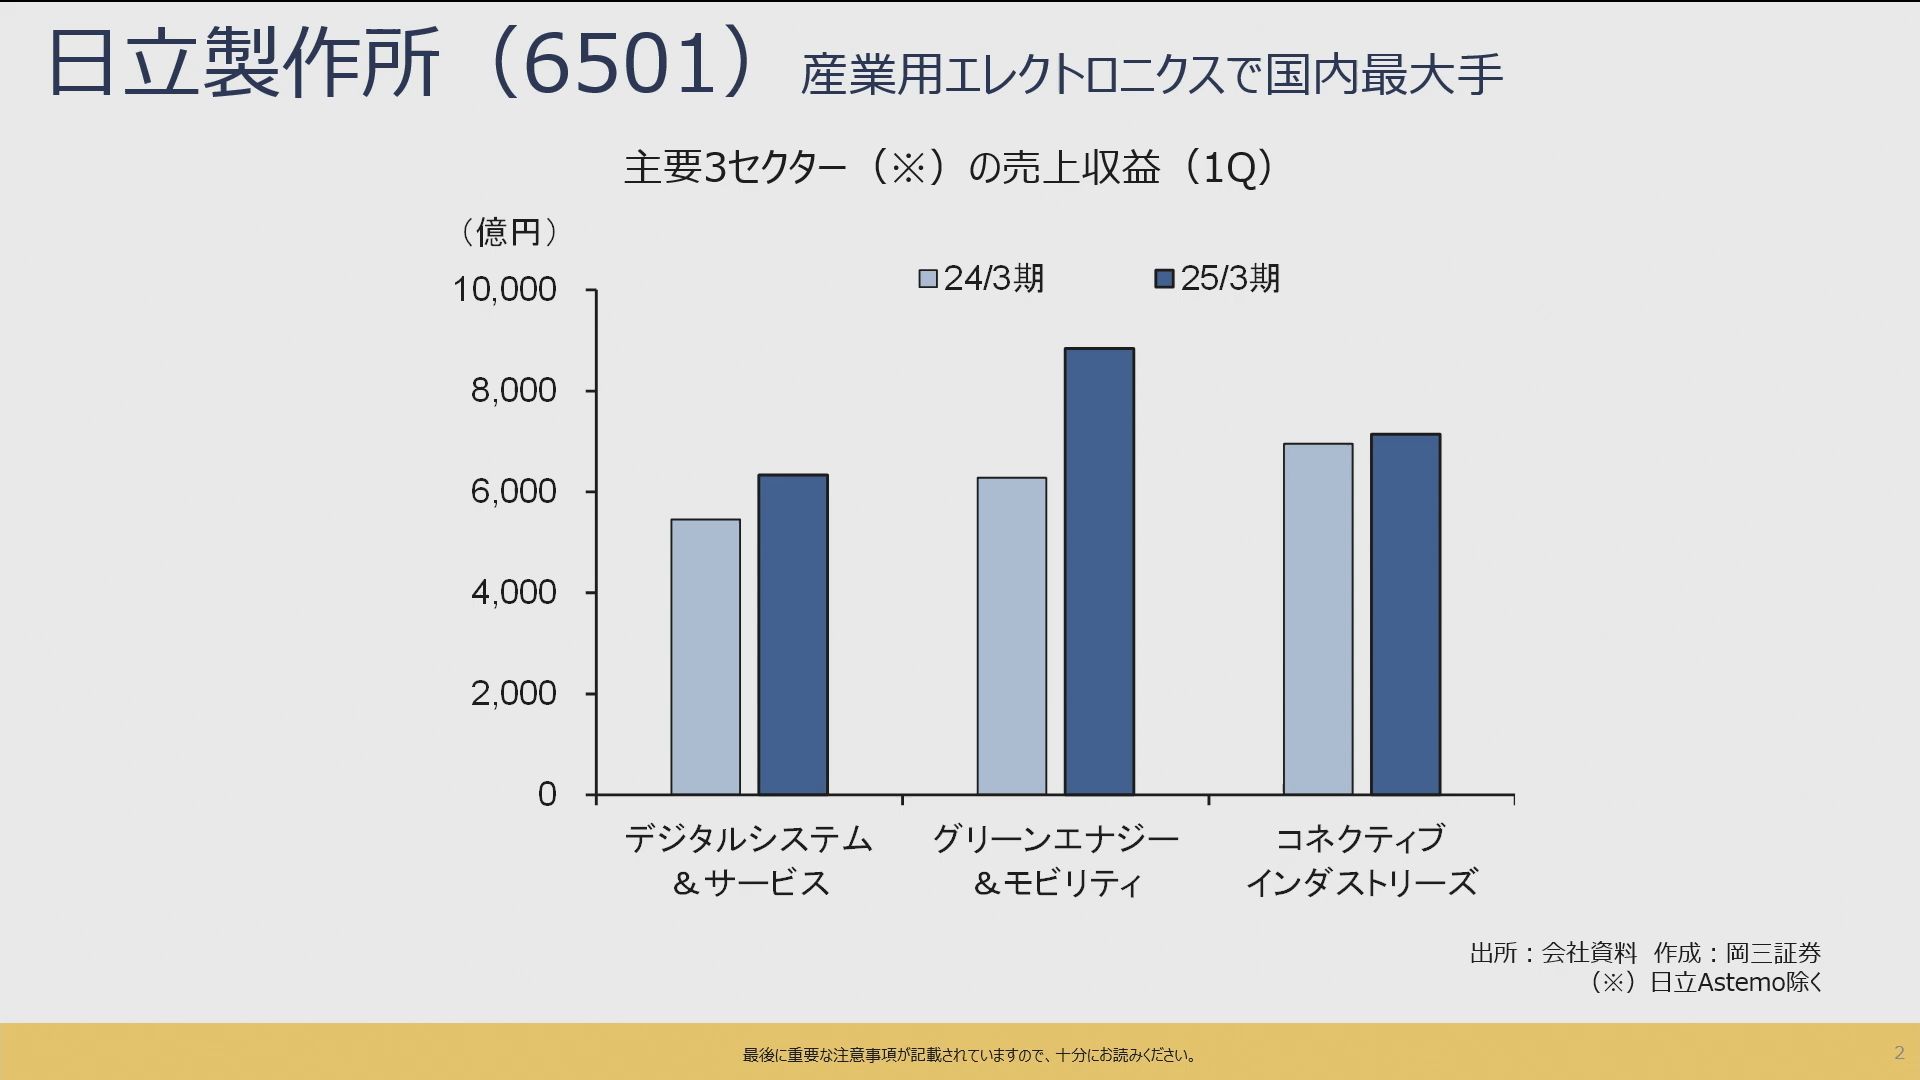 日立製作所（6501） 産業用エレクトロニクスで国内最大手
主要3セクター（※）の売上収益（1Q）
（億円）
24/3期 25/3期
10,000
8,000
6,000
4,000
2,000
0
デジタルシステム
＆サービス
グリーンエナジー
＆モビリティ
コネクティブ
インダストリーズ
出所：会社資料 作成：岡三証券
（※）日立Astemo除く
最後に重要な注意事項が記載されていますので、十分にお読みください。
2